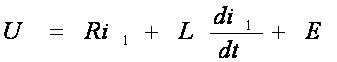 U = Ri₁ + L di₁/dt + E